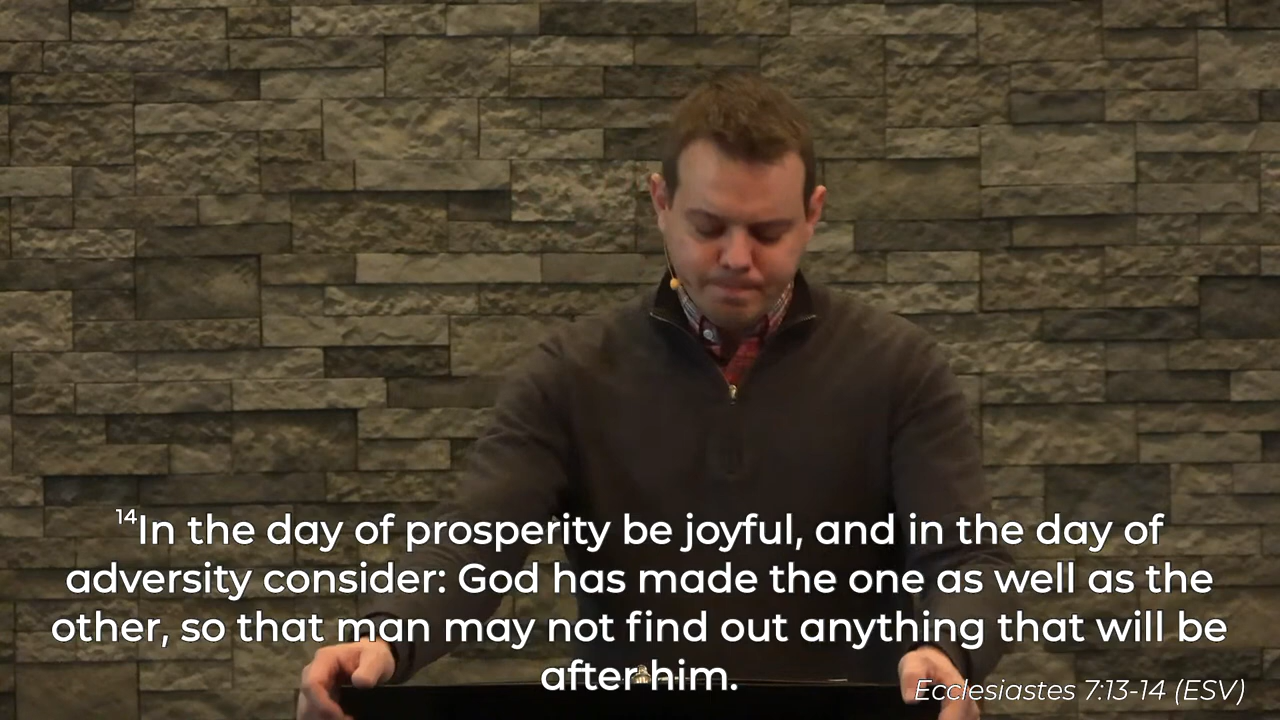 ¹⁴In the day of prosperity be joyful, and in the day of
adversity consider: God has made the one as well as the
other, so that man may not find out anything that will be
after him.
Ecclesiastes 7:13-14 (ESV)